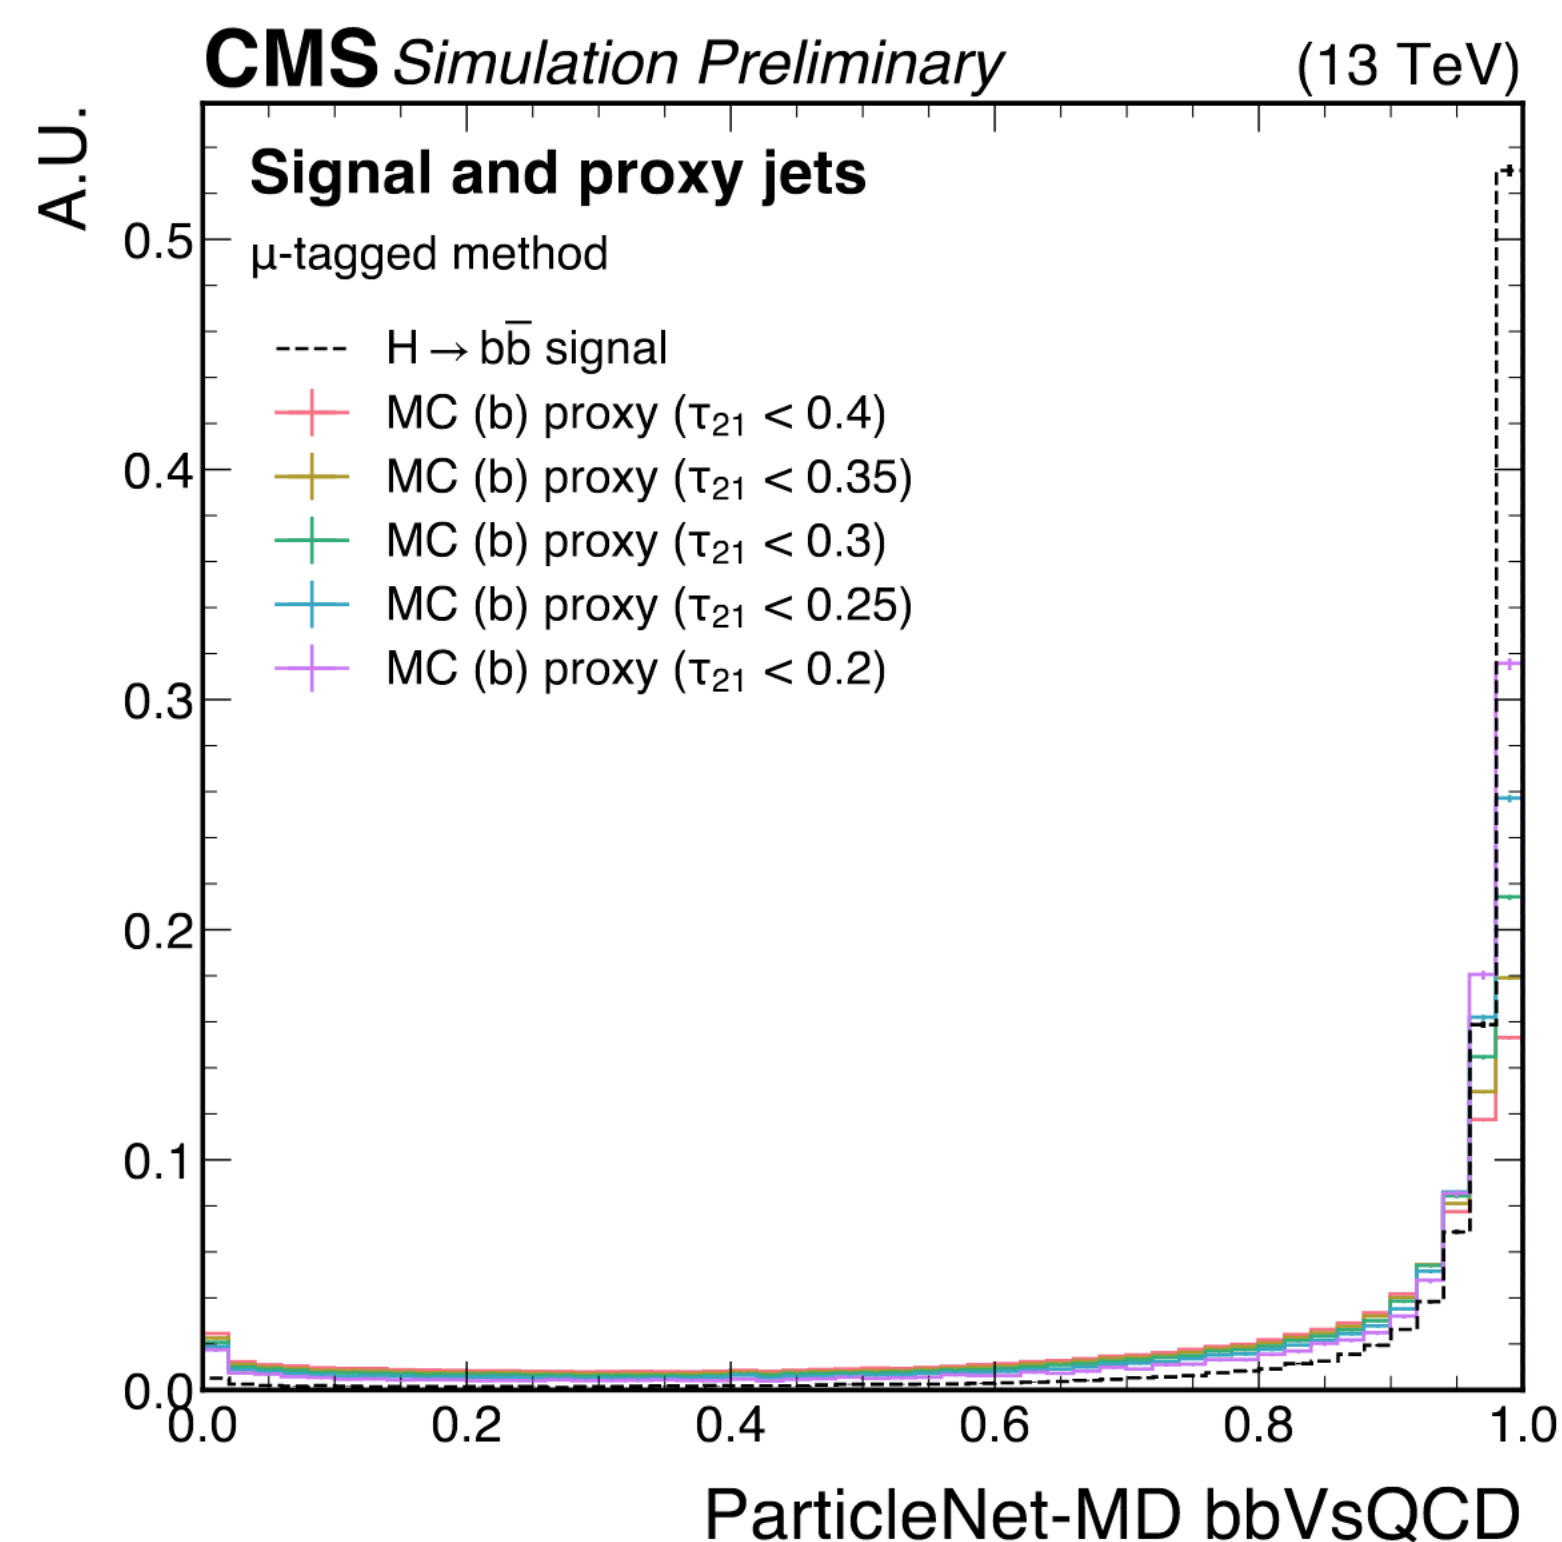 CMS Simulation Preliminary (13 TeV)
A.U.
Signal and proxy jets
μ-tagged method
H → bb̅ signal
MC (b) proxy (τ₂₁ < 0.4)
MC (b) proxy (τ₂₁ < 0.35)
MC (b) proxy (τ₂₁ < 0.3)
MC (b) proxy (τ₂₁ < 0.25)
MC (b) proxy (τ₂₁ < 0.2)
0.5
0.4
0.3
0.2
0.1
0.0
0.0 0.2 0.4 0.6 0.8 1.0
ParticleNet-MD bbVsQCD